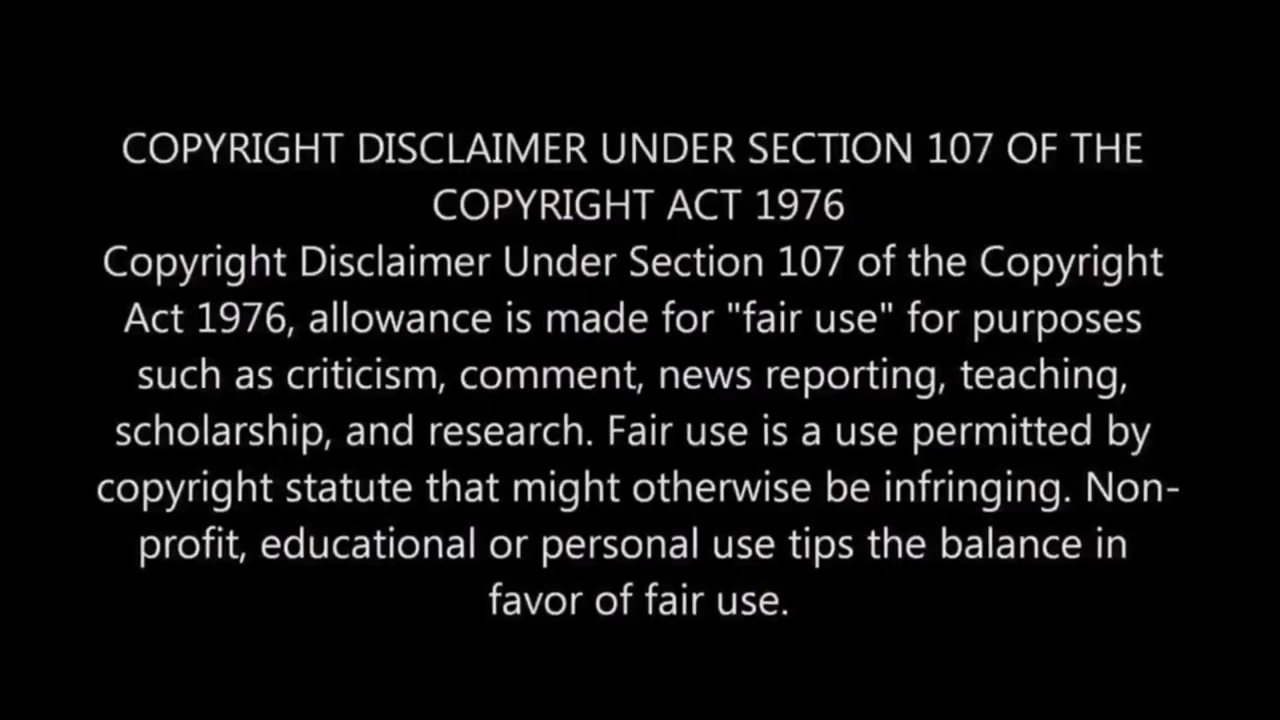 COPYRIGHT DISCLAIMER UNDER SECTION 107 OF THE
COPYRIGHT ACT 1976
Copyright Disclaimer Under Section 107 of the Copyright
Act 1976, allowance is made for "fair use" for purposes
such as criticism, comment, news reporting, teaching,
scholarship, and research. Fair use is a use permitted by
copyright statute that might otherwise be infringing. Non-
profit, educational or personal use tips the balance in
favor of fair use.